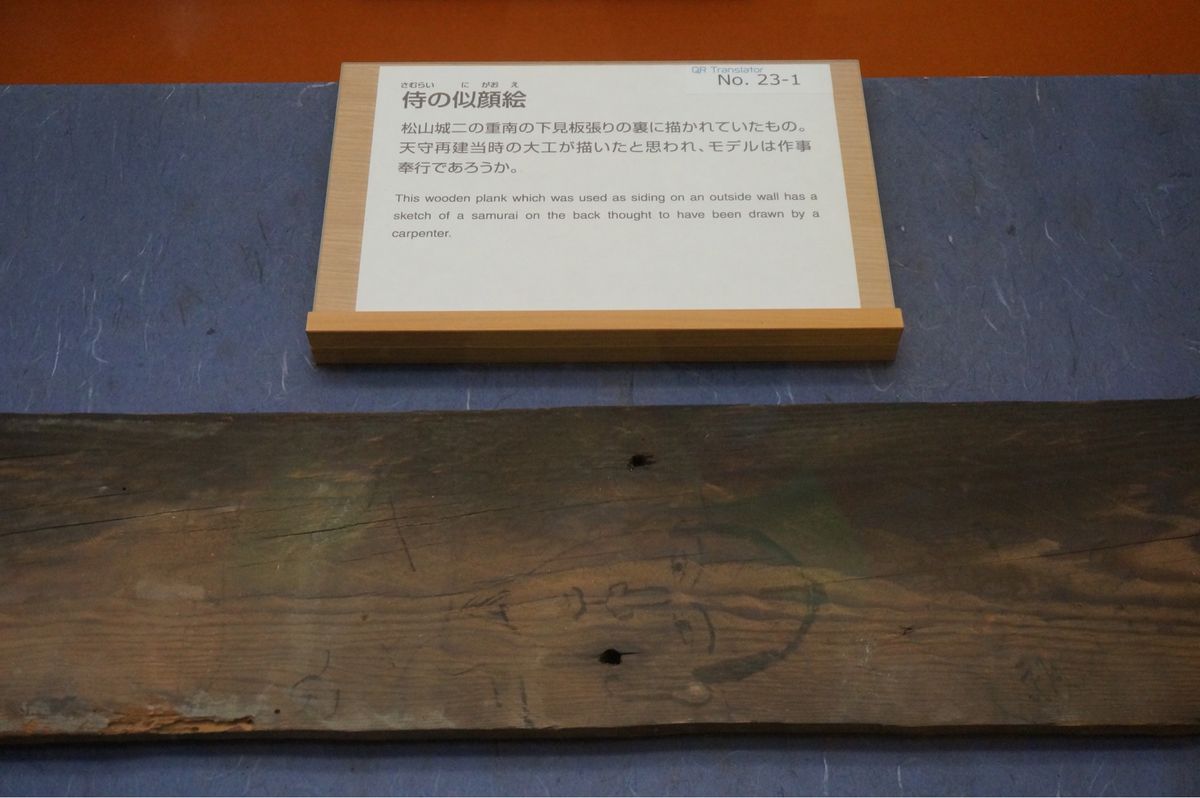 QR Translator
No. 23-1
さむらい に がお え
侍の似顔絵
松山城二の重南の下見板張りの裏に描かれていたもの。
天守再建当時の大工が描いたと思われ、モデルは作事
奉行であろうか。
This wooden plank which was used as siding on an outside wall has a
sketch of a samurai on the back thought to have been drawn by a
carpenter.